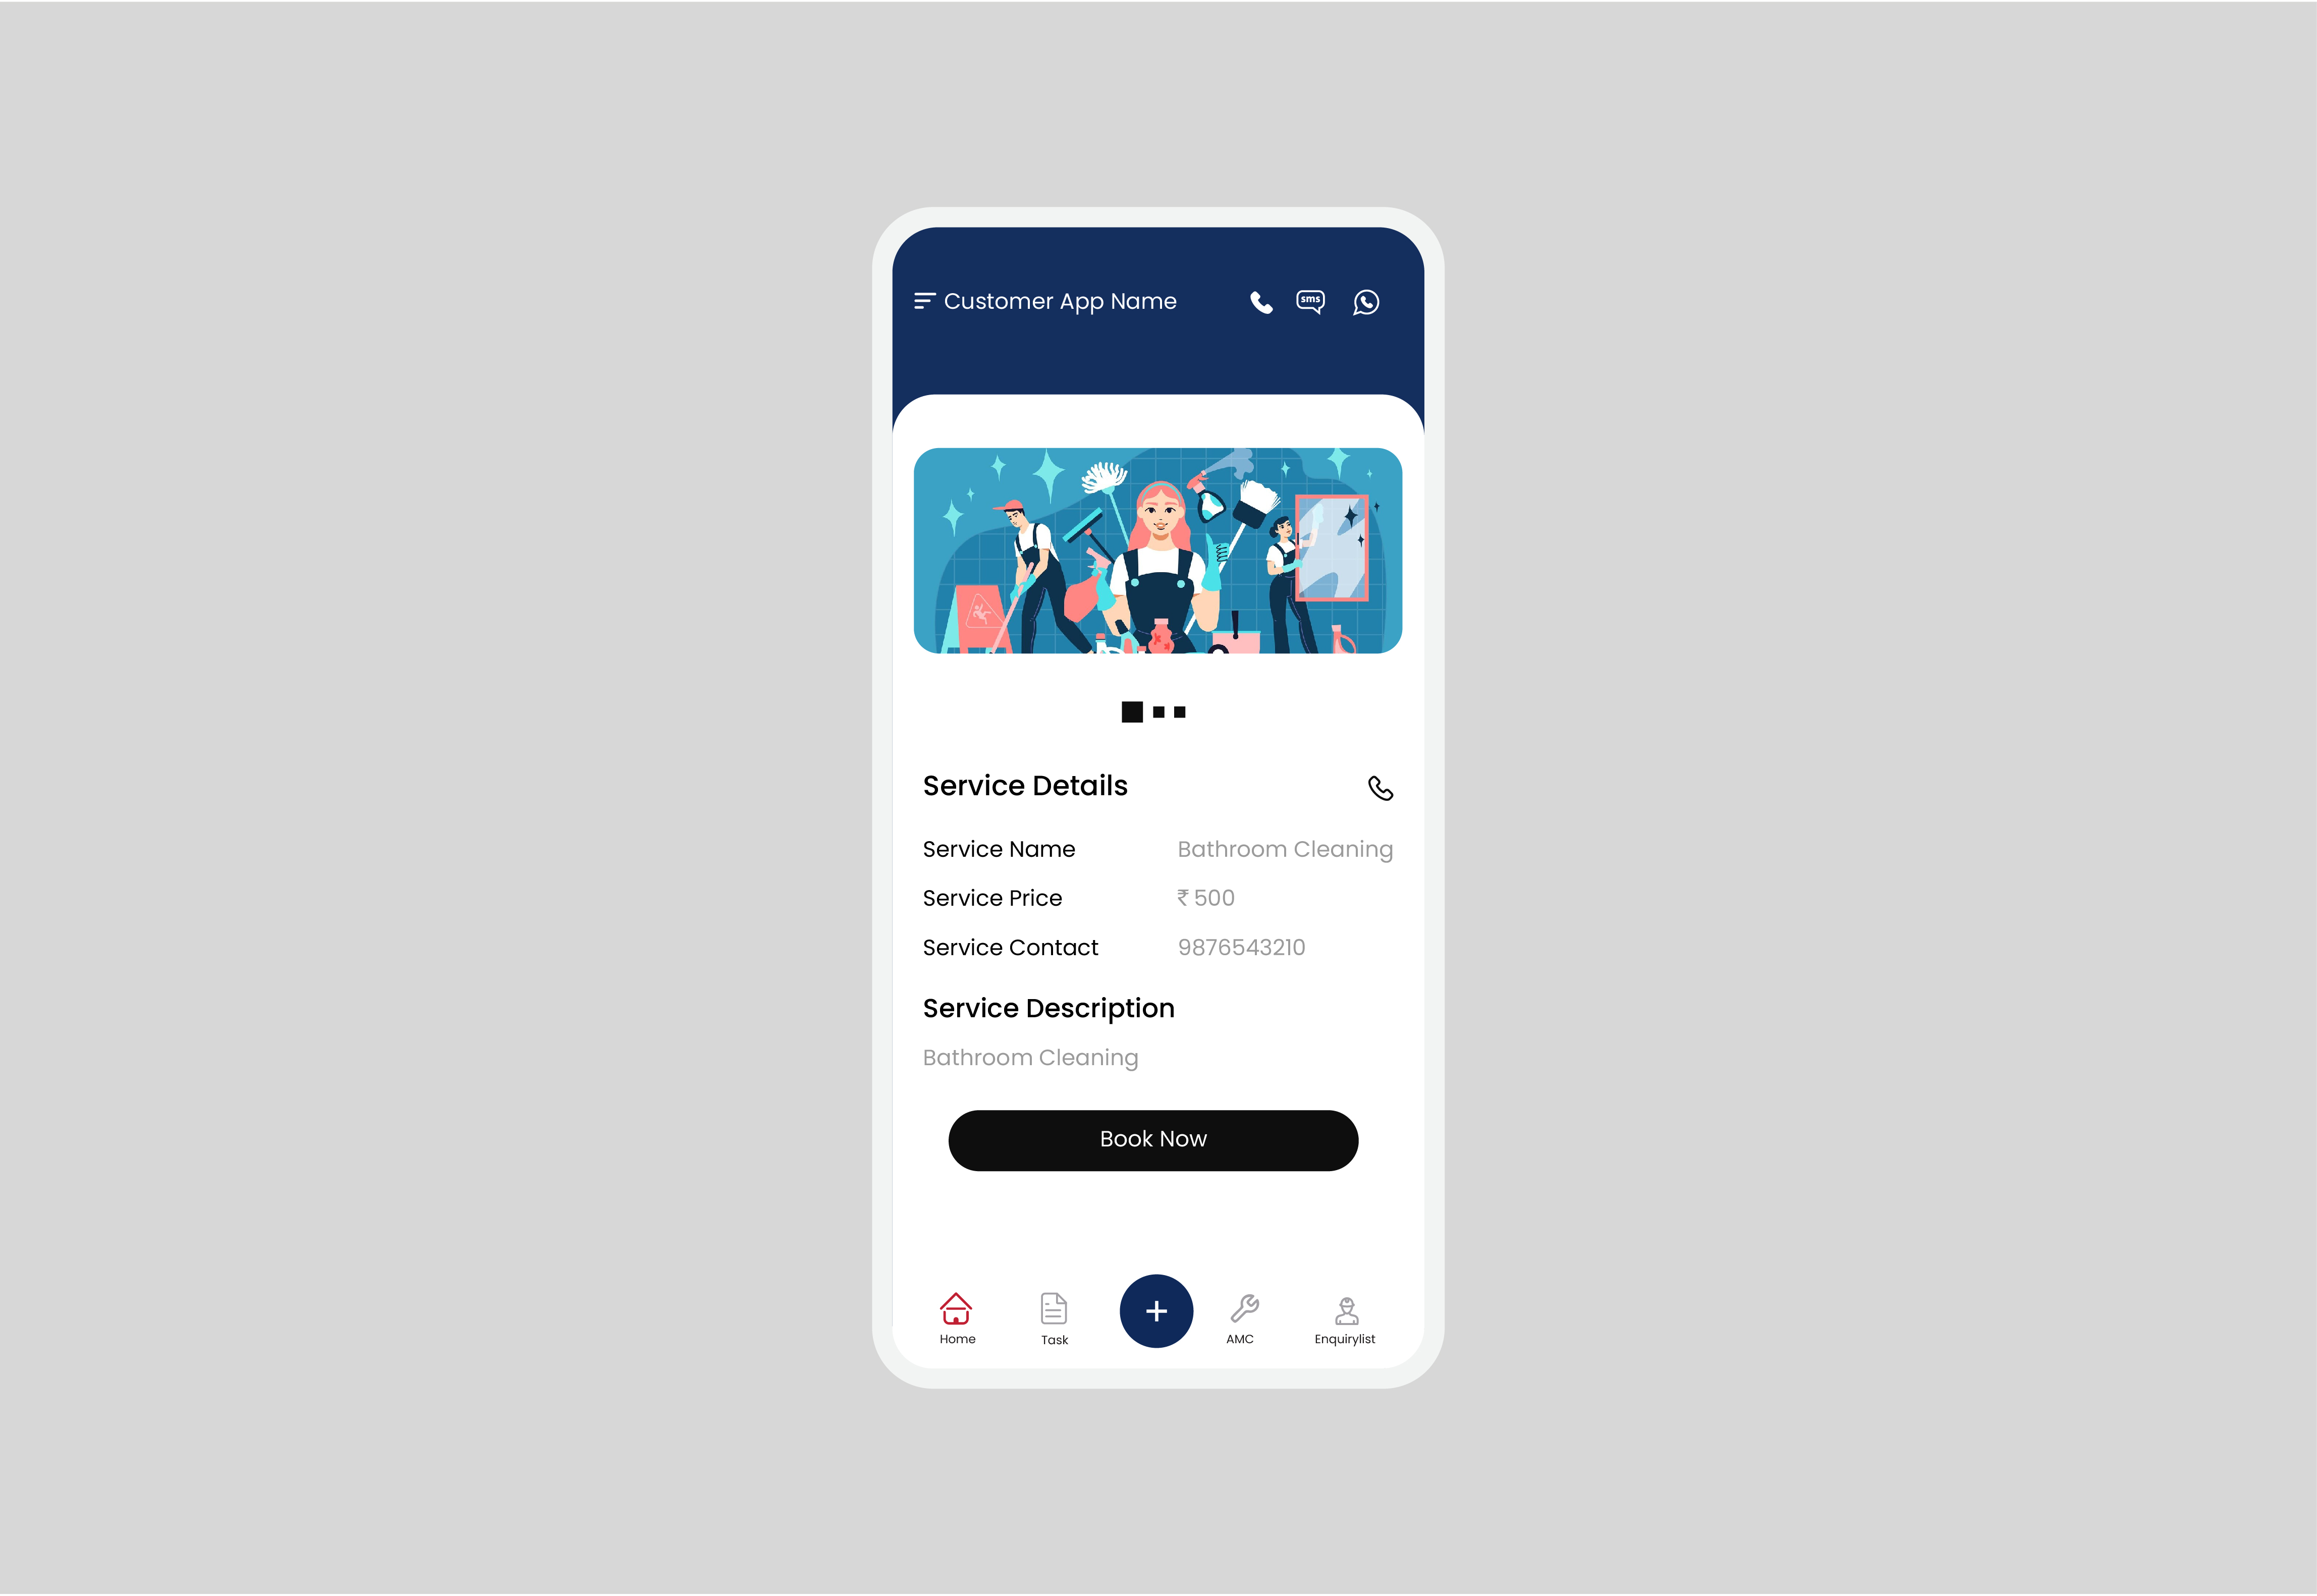 Customer App Name
sms
Service Details
Service Name Bathroom Cleaning
Service Price ₹ 500
Service Contact 9876543210
Service Description
Bathroom Cleaning
Book Now
Home Task + AMC Enquirylist